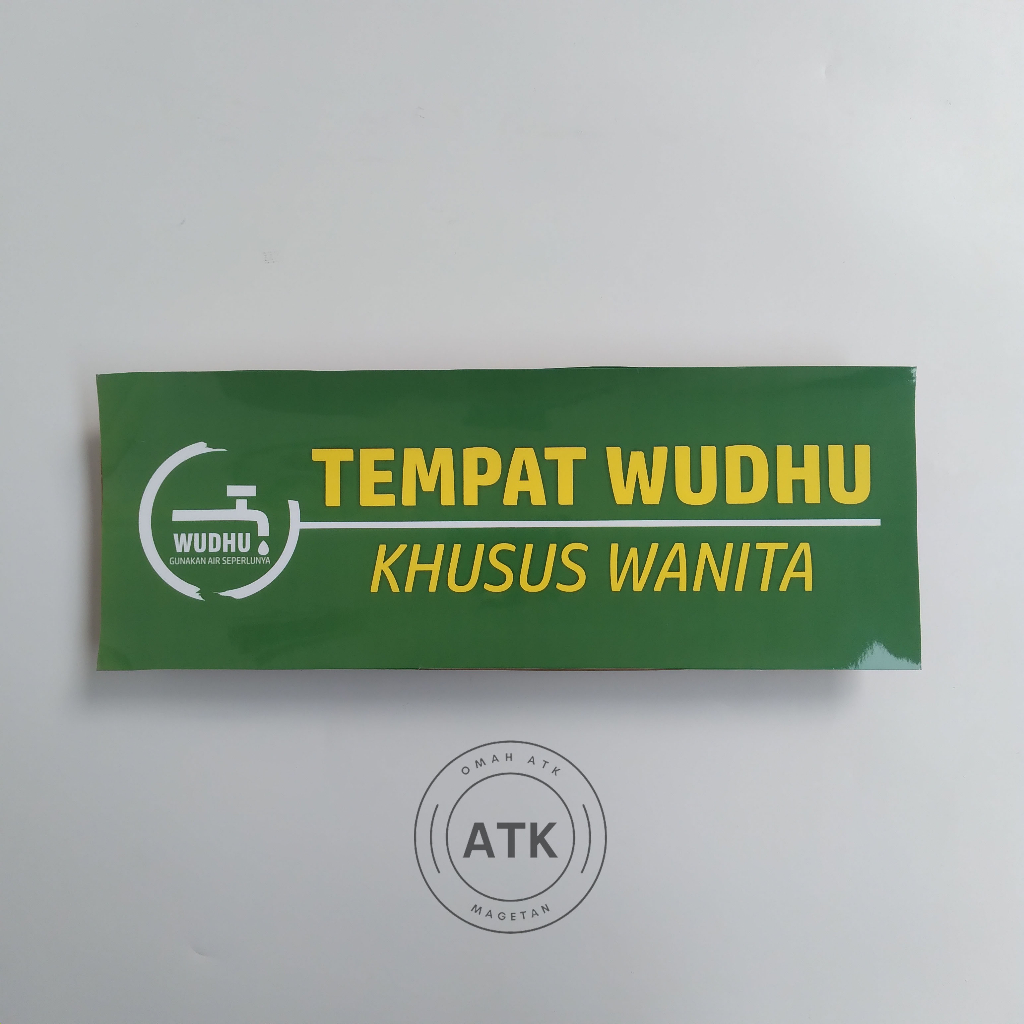 TEMPAT WUDHU
KHUSUS WANITA
WUDHU
GUNAKAN AIR SEPERLUNYA
OMAH ATK
ATK
MAGETAN